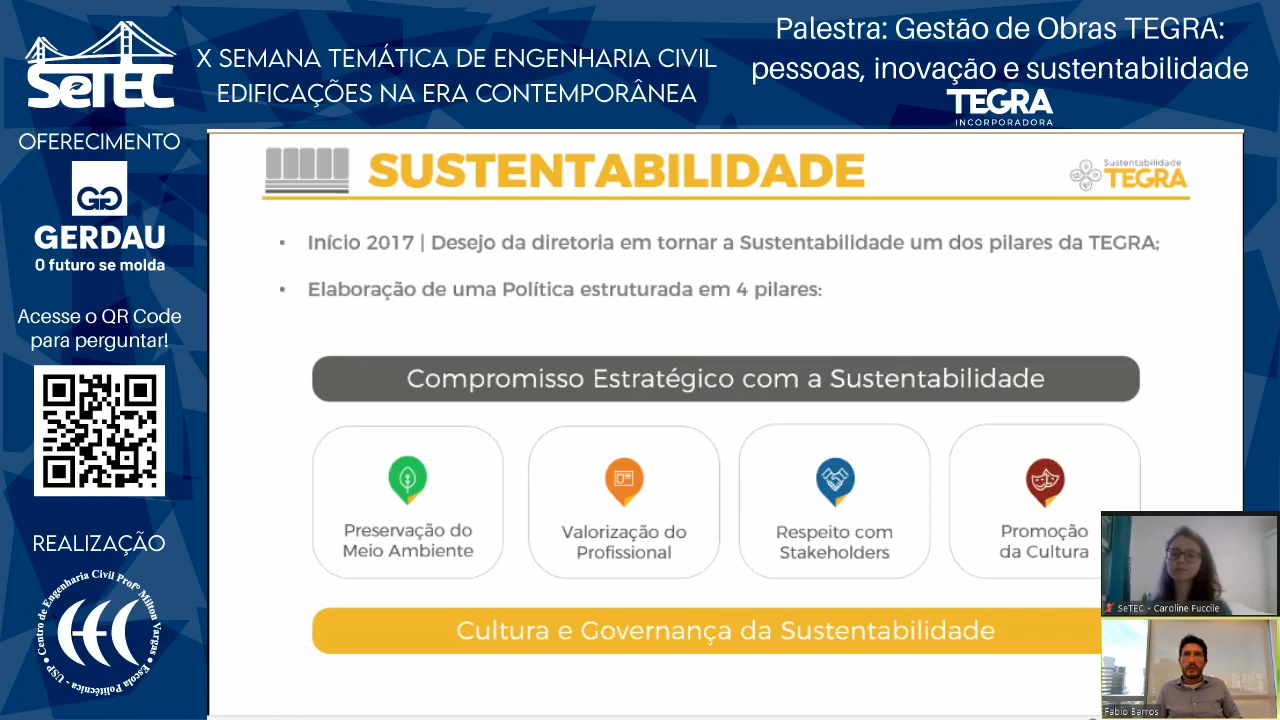 SeTEC
X SEMANA TEMÁTICA DE ENGENHARIA CIVIL
EDIFICAÇÕES NA ERA CONTEMPORÂNEA
Palestra: Gestão de Obras TEGRA:
pessoas, inovação e sustentabilidade
TEGRA
INCORPORADORA
OFERECIMENTO
GERDAU
O futuro se molda
Acesse o QR Code
para perguntar!
REALIZAÇÃO
Centro de Engenharia Civil Profº Milton Vargas
Escola Politécnica - USP
SUSTENTABILIDADE
Sustentabilidade
TEGRA
• Início 2017 | Desejo da diretoria em tornar a Sustentabilidade um dos pilares da TEGRA;
• Elaboração de uma Política estruturada em 4 pilares:
Compromisso Estratégico com a Sustentabilidade
Preservação do
Meio Ambiente
Valorização do
Profissional
Respeito com
Stakeholders
Promoção
da Cultura
Cultura e Governança da Sustentabilidade
SeTEC - Caroline Fuccile
Fabio Barros